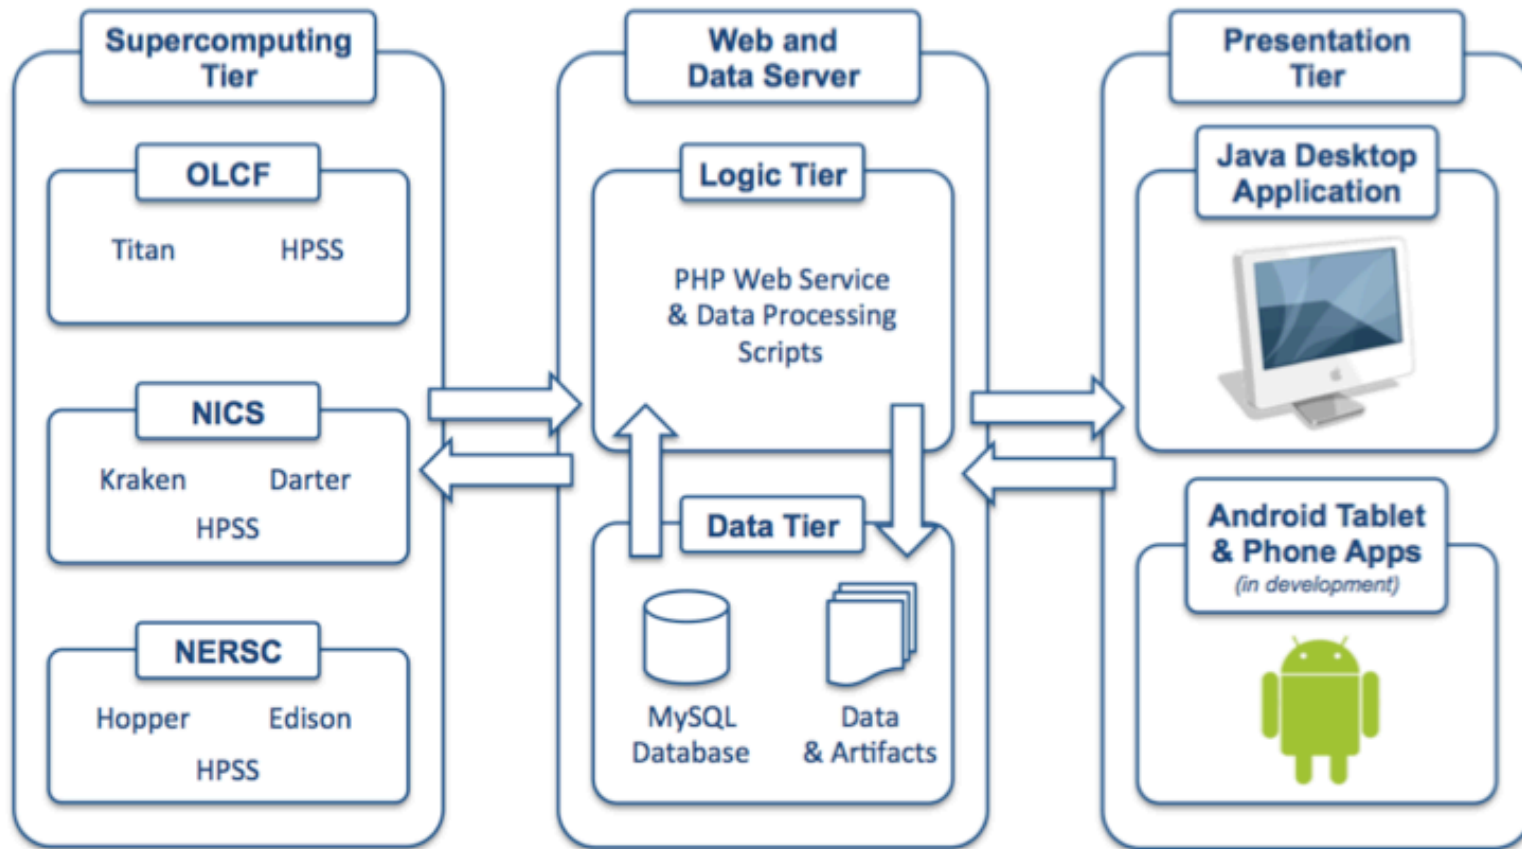 Supercomputing
Tier
OLCF
Titan HPSS
NICS
Kraken Darter
HPSS
NERSC
Hopper Edison
HPSS
Web and
Data Server
Logic Tier
PHP Web Service
& Data Processing
Scripts
Data Tier
MySQL
Database
Data
& Artifacts
Presentation
Tier
Java Desktop
Application
Android Tablet
& Phone Apps
(in development)